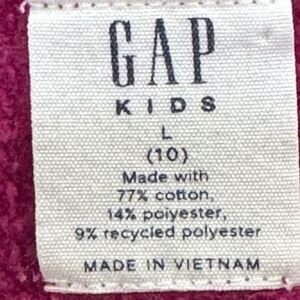 GAP
KIDS
L
(10)
Made with
77% cotton,
14% polyester,
9% recycled polyester
MADE IN VIETNAM